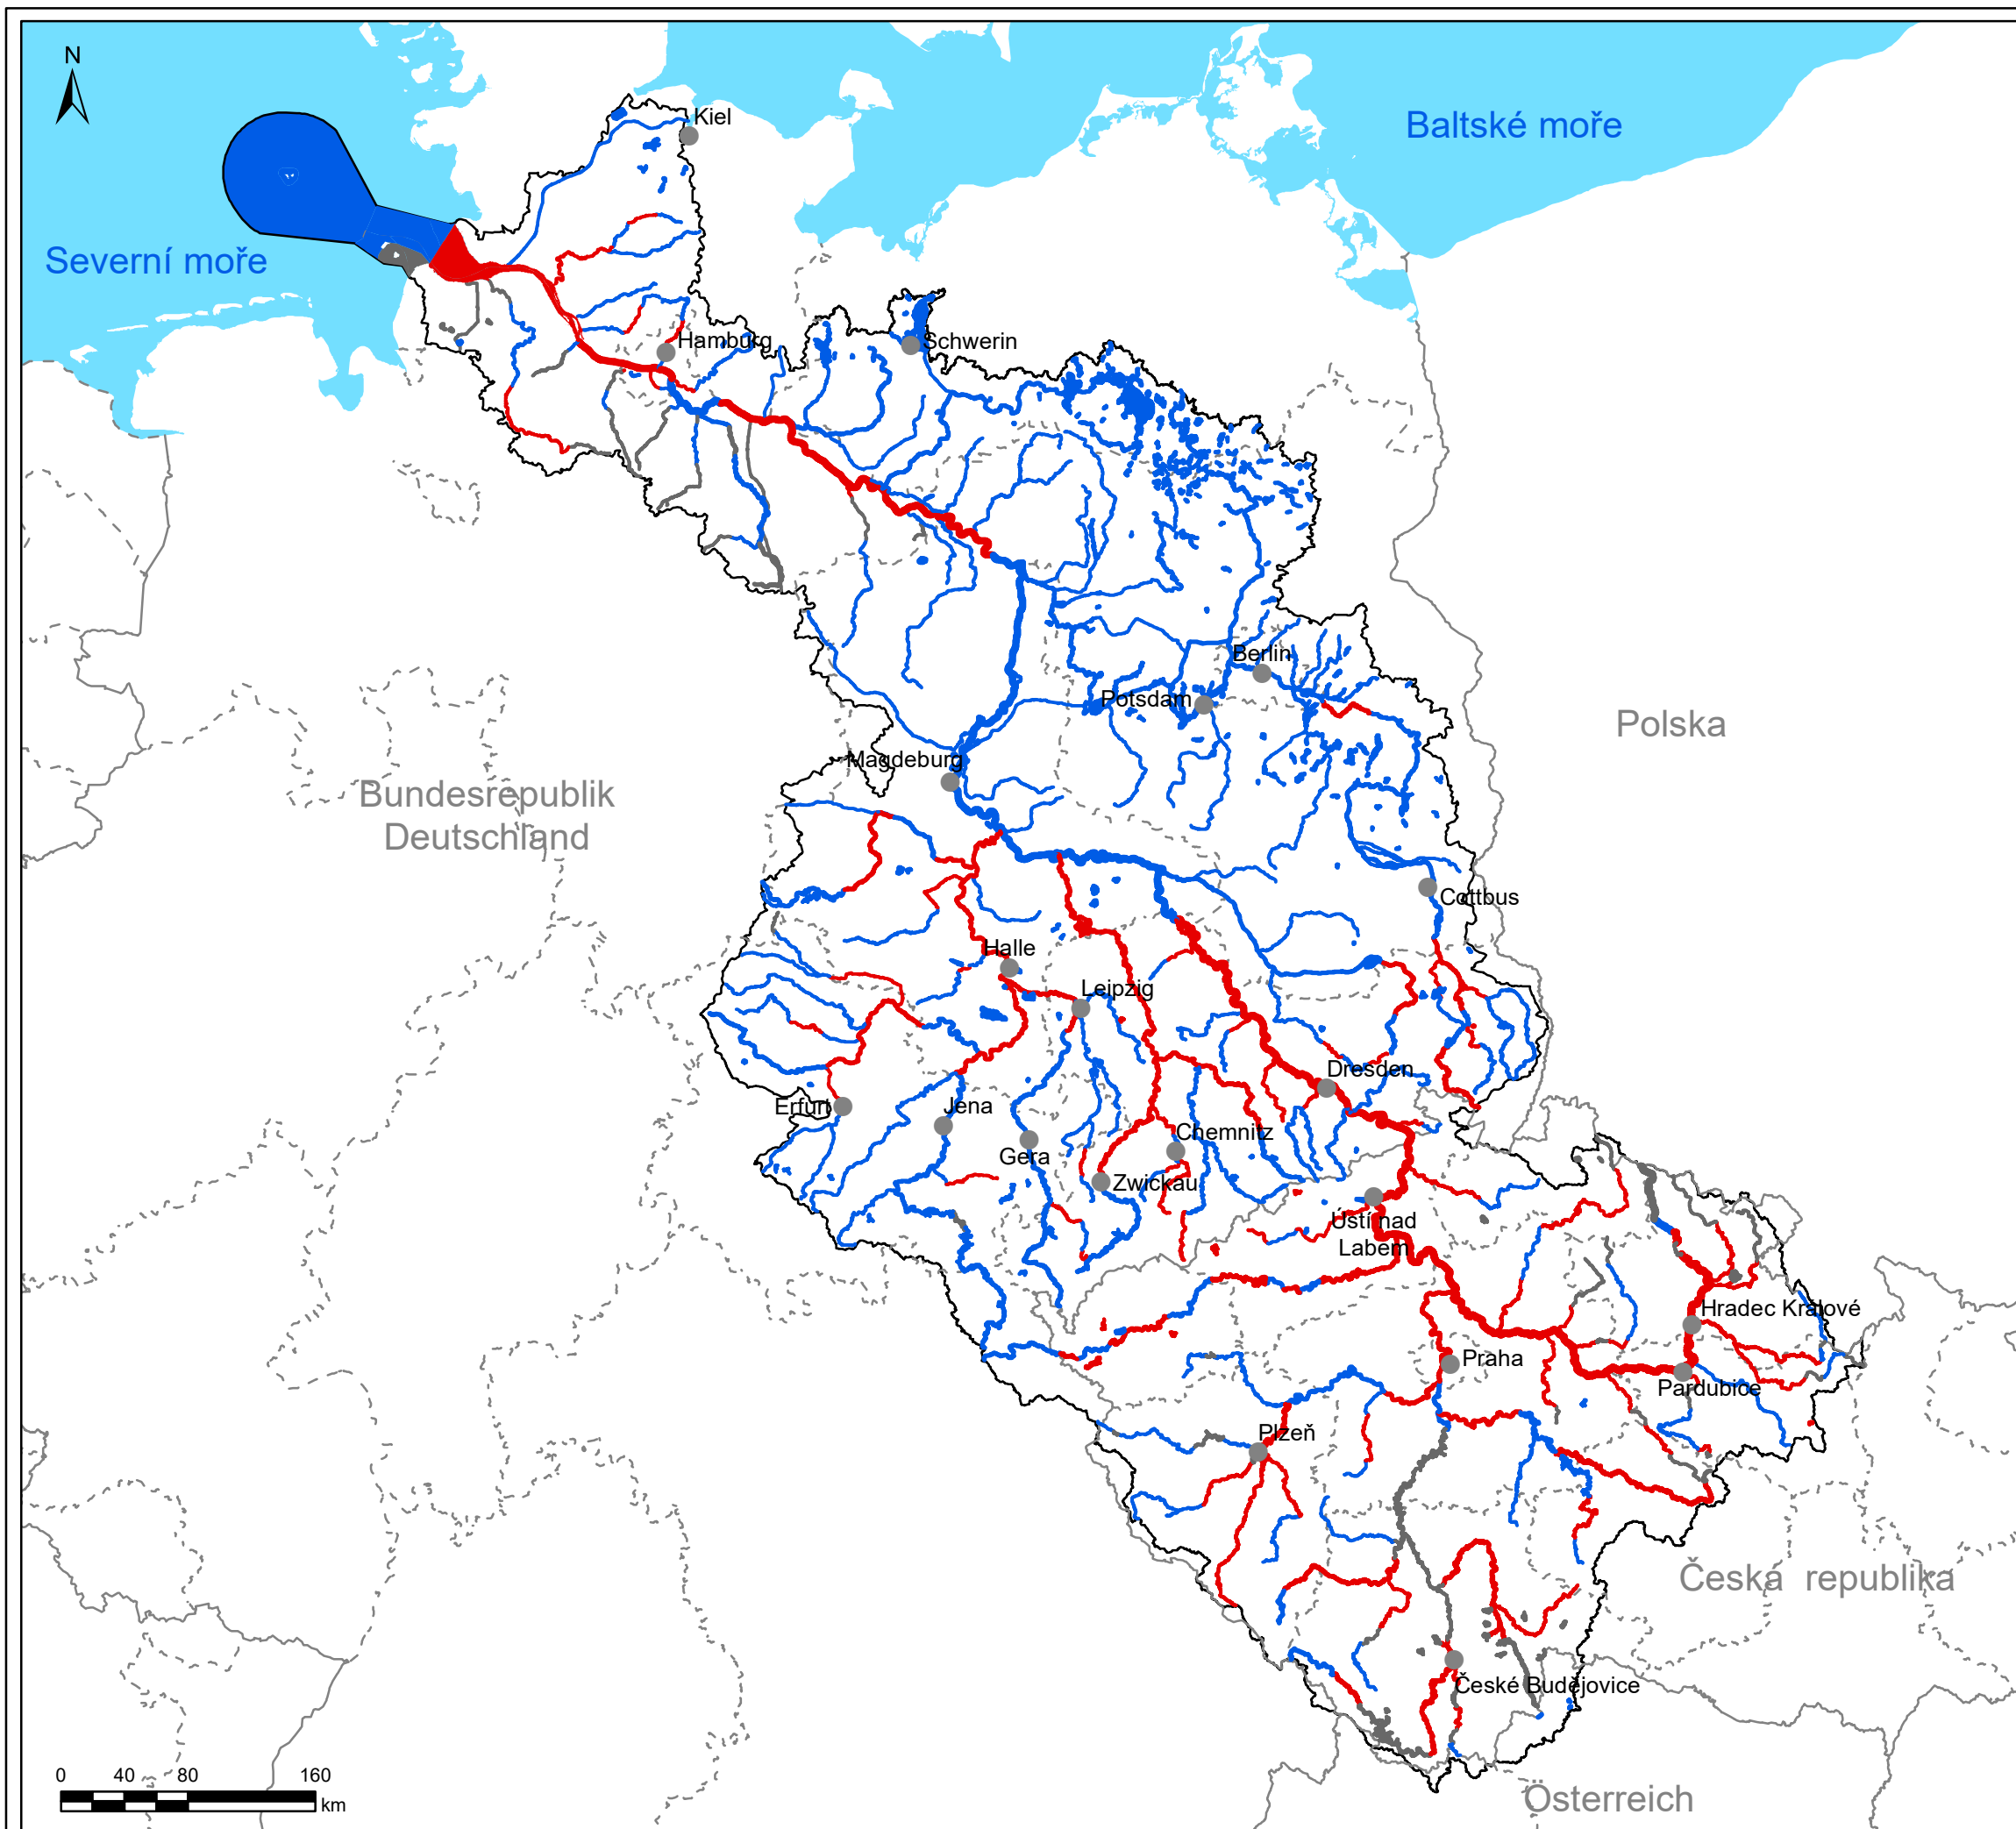 N
Kiel
Baltské moře
Severní moře
Hamburg
Schwerin
Berlin
Potsdam
Polska
Magdeburg
Bundesrepublik
Deutschland
Cottbus
Halle
Leipzig
Dresden
Erfurt
Jena
Chemnitz
Gera
Zwickau
Ústí nad
Labem
Hradec Králové
Praha
Pardubice
Plzeň
Česká republika
České Budějovice
0 40 80 160
km
Österreich